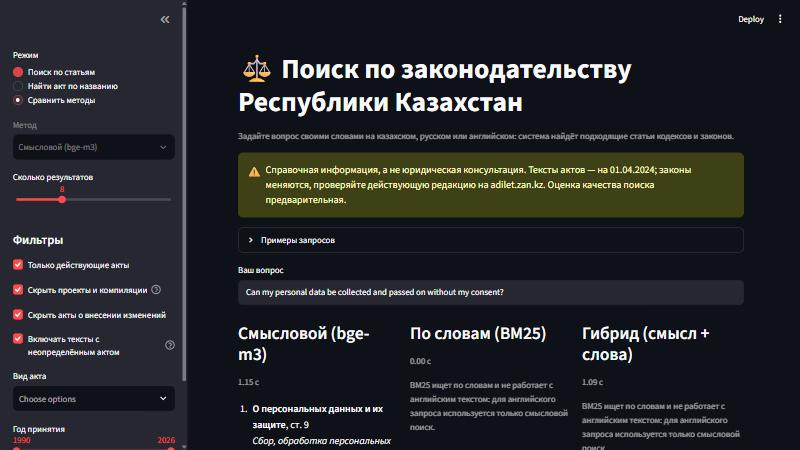 Deploy
Режим
Поиск по статьям
Найти акт по названию
Сравнить методы
Метод
Смысловой (bge-m3)
Сколько результатов
8
Фильтры
Только действующие акты
Скрыть проекты и компиляции
Скрыть акты о внесении изменений
Включать тексты с
неопределённым актом
Вид акта
Choose options
Год принятия
1990 2026
Поиск по законодательству
Республики Казахстан
Задайте вопрос своими словами на казахском, русском или английском: система найдёт подходящие статьи кодексов и законов.
Справочная информация, а не юридическая консультация. Тексты актов — на 01.04.2024; законы
меняются, проверяйте действующую редакцию на adilet.zan.kz. Оценка качества поиска
предварительная.
Примеры запросов
Ваш вопрос
Can my personal data be collected and passed on without my consent?
Смысловой (bge-
m3)
1.15 с
1. О персональных данных и их
защите, ст. 9
Сбор, обработка персональных
По словам (BM25)
0.00 с
BM25 ищет по словам и не работает с
английским текстом: для английского
запроса используется только смысловой
поиск.
Гибрид (смысл +
слова)
1.09 с
BM25 ищет по словам и не работает с
английским текстом: для английского
запроса используется только смысловой
поиск.